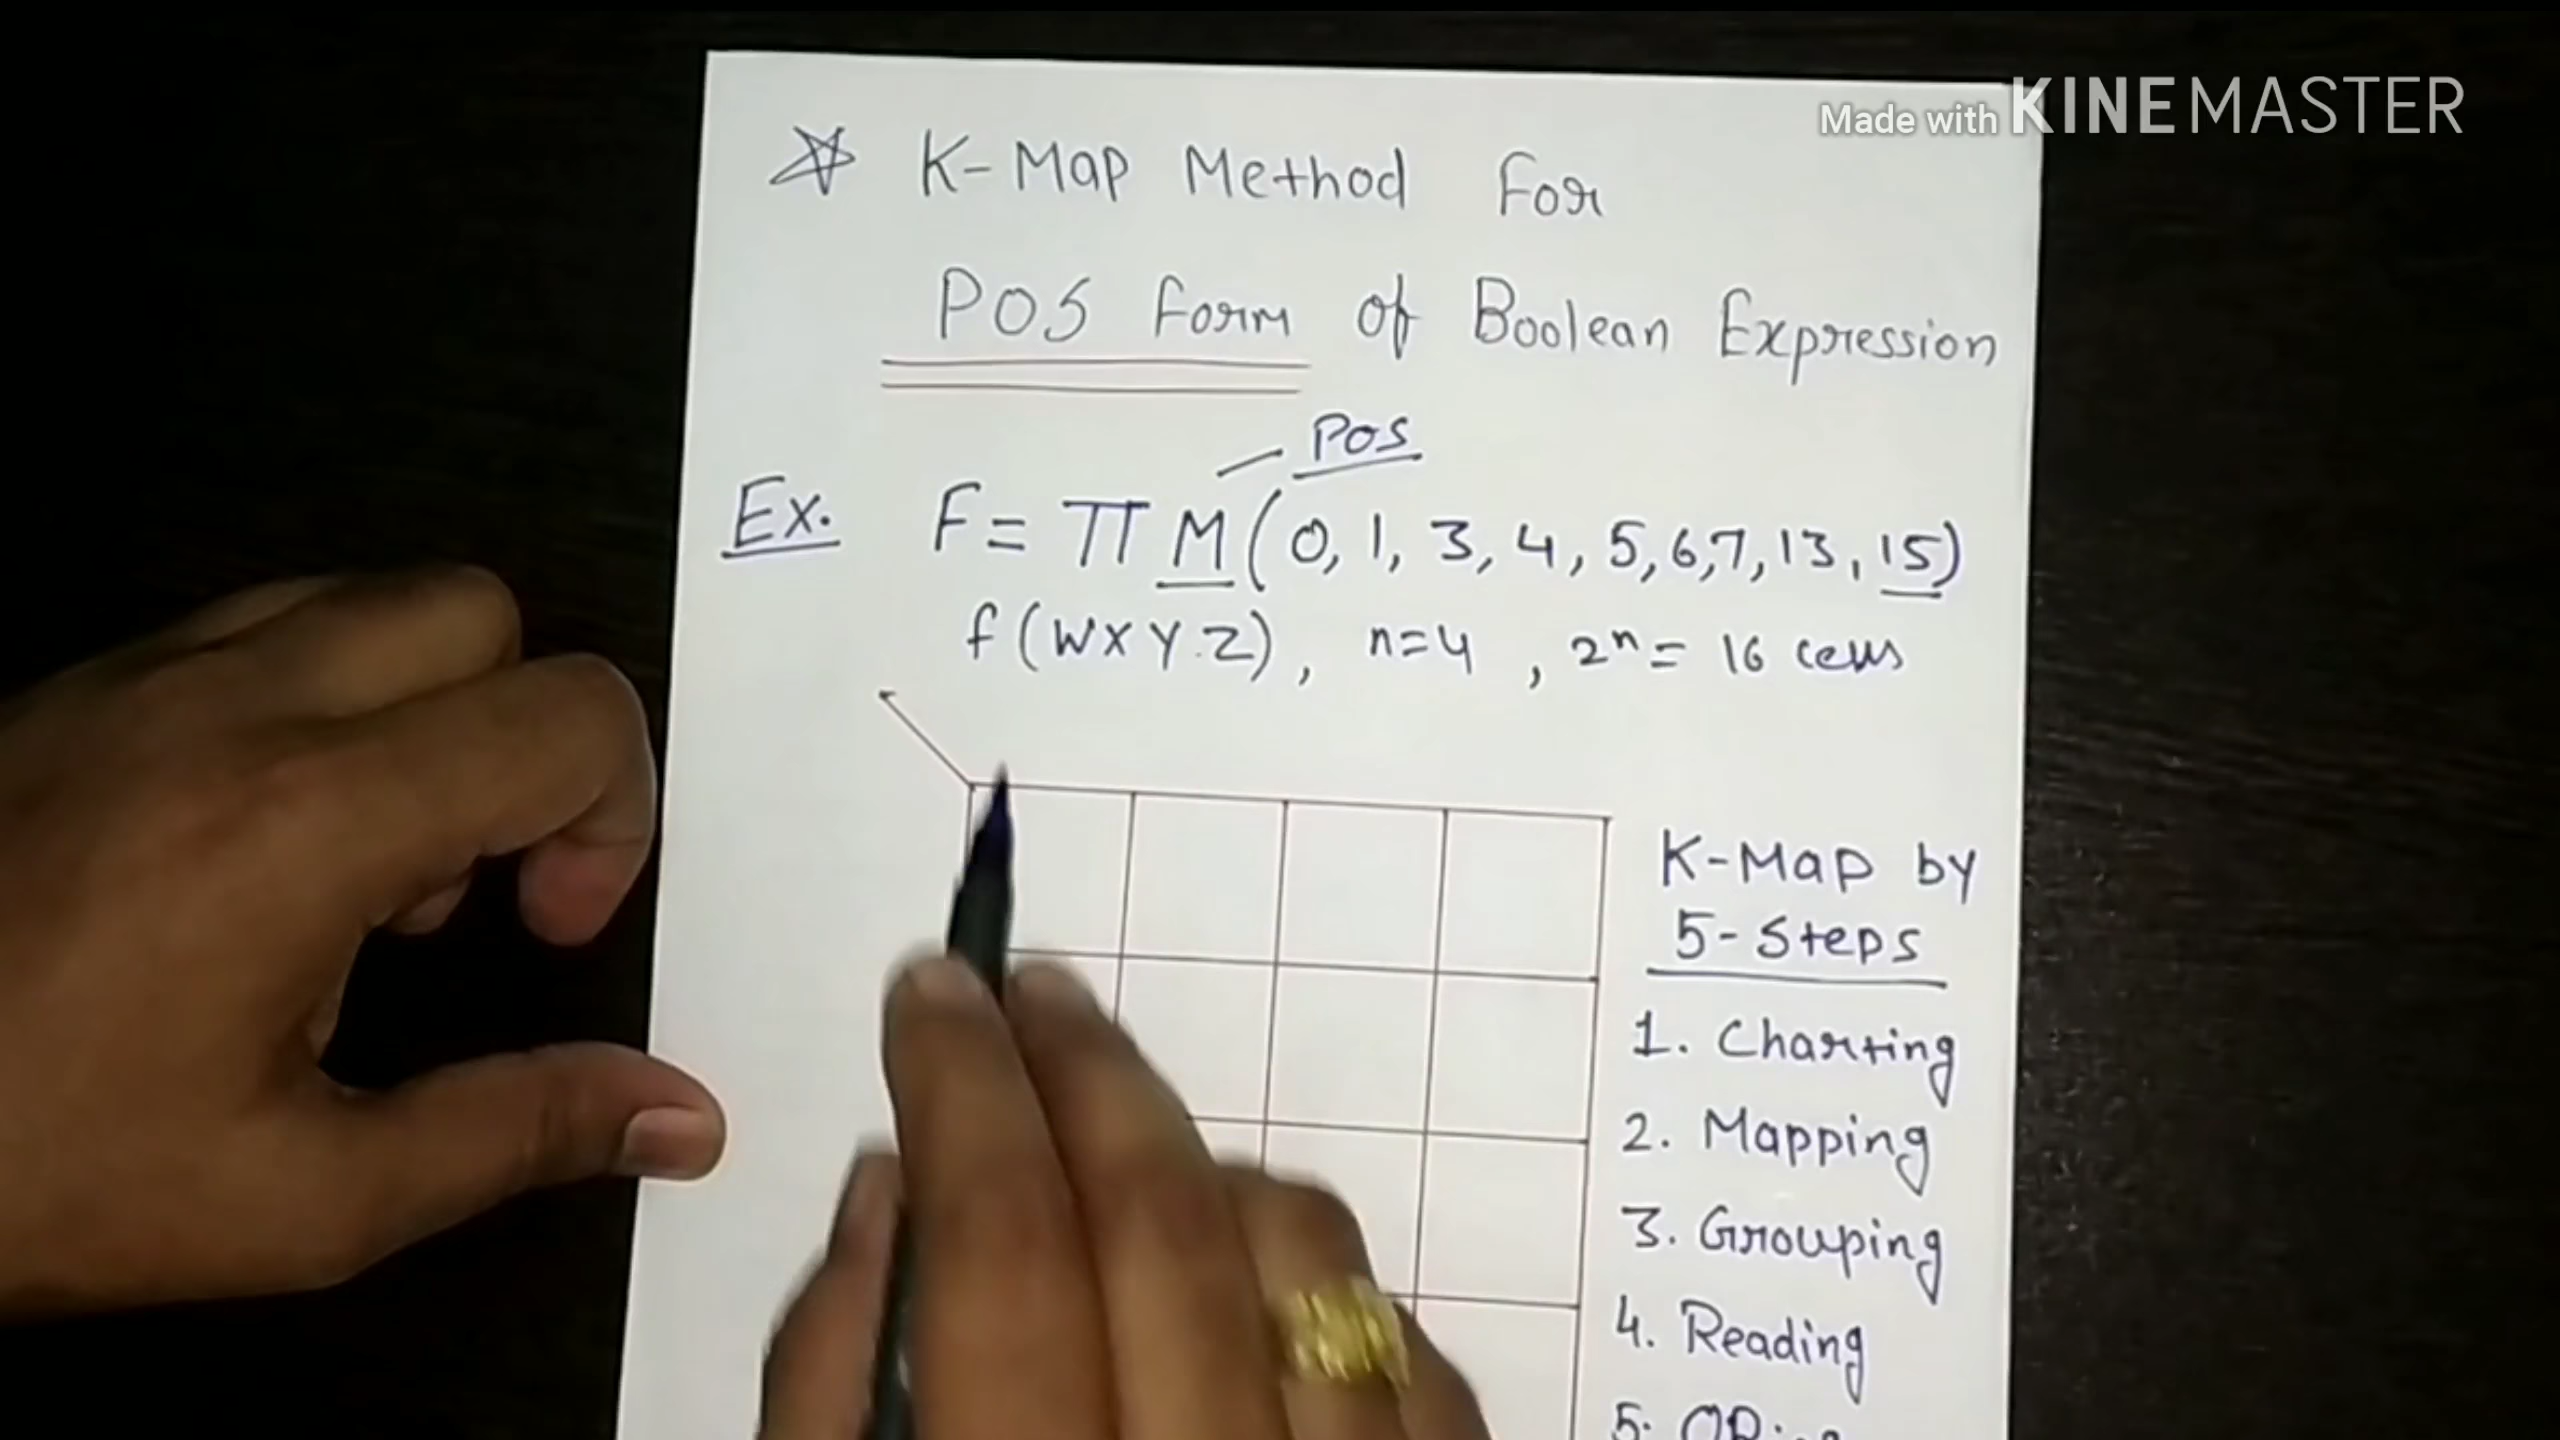 Made with KINEMASTER
K-Map Method For
POS Form of Boolean Expression
POS
Ex. F = π M (0, 1, 3, 4, 5, 6, 7, 13, 15)
f (W X Y Z), n=4, 2ⁿ = 16 cells
K-Map by
5-Steps
1. Charting
2. Mapping
3. Grouping
4. Reading
5.